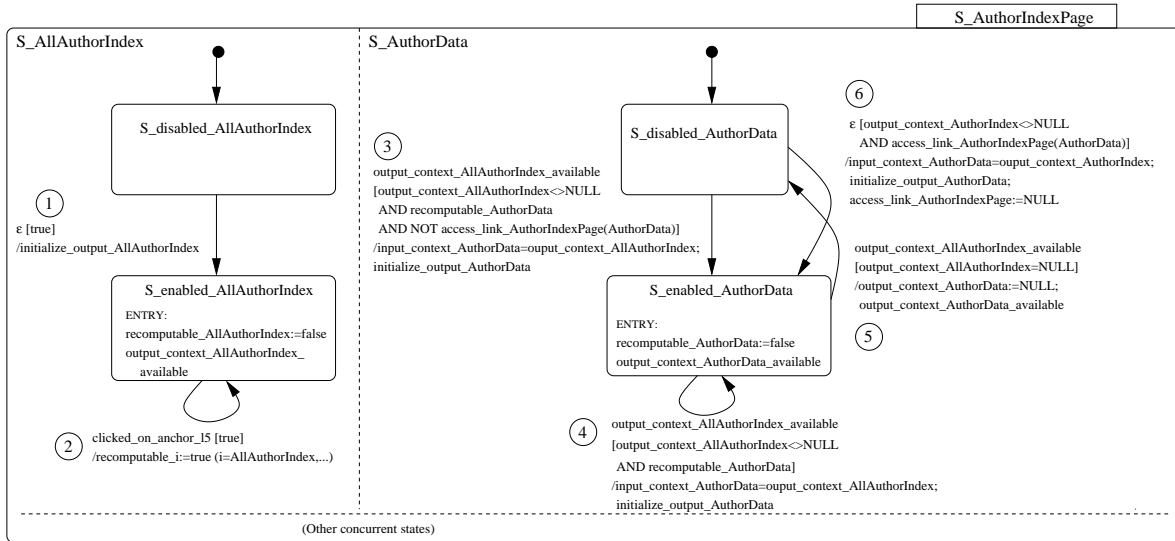 S_AuthorIndexPage
S_AllAuthorIndex
S_disabled_AllAuthorIndex
1
ε [true]
/initialize_output_AllAuthorIndex
S_enabled_AllAuthorIndex
ENTRY:
recomputable_AllAuthorIndex:=false
output_context_AllAuthorIndex_
available
2
clicked_on_anchor_l5 [true]
/recomputable_i:=true (i=AllAuthorIndex,...)
S_AuthorData
S_disabled_AuthorData
3
output_context_AllAuthorIndex_available
[output_context_AllAuthorIndex<>NULL
AND recomputable_AuthorData
AND NOT access_link_AuthorIndexPage(AuthorData)]
/input_context_AuthorData=ouput_context_AllAuthorIndex;
initialize_output_AuthorData
6
ε [output_context_AuthorIndex<>NULL
AND access_link_AuthorIndexPage(AuthorData)]
/input_context_AuthorData=ouput_context_AuthorIndex;
initialize_output_AuthorData;
access_link_AuthorIndexPage:=NULL
output_context_AllAuthorIndex_available
[output_context_AllAuthorIndex=NULL]
/output_context_AuthorData:=NULL;
output_context_AuthorData_available
5
S_enabled_AuthorData
ENTRY:
recomputable_AuthorData:=false
output_context_AuthorData_available
4
output_context_AllAuthorIndex_available
[output_context_AllAuthorIndex<>NULL
AND recomputable_AuthorData]
/input_context_AuthorData=ouput_context_AllAuthorIndex;
initialize_output_AuthorData
(Other concurrent states)